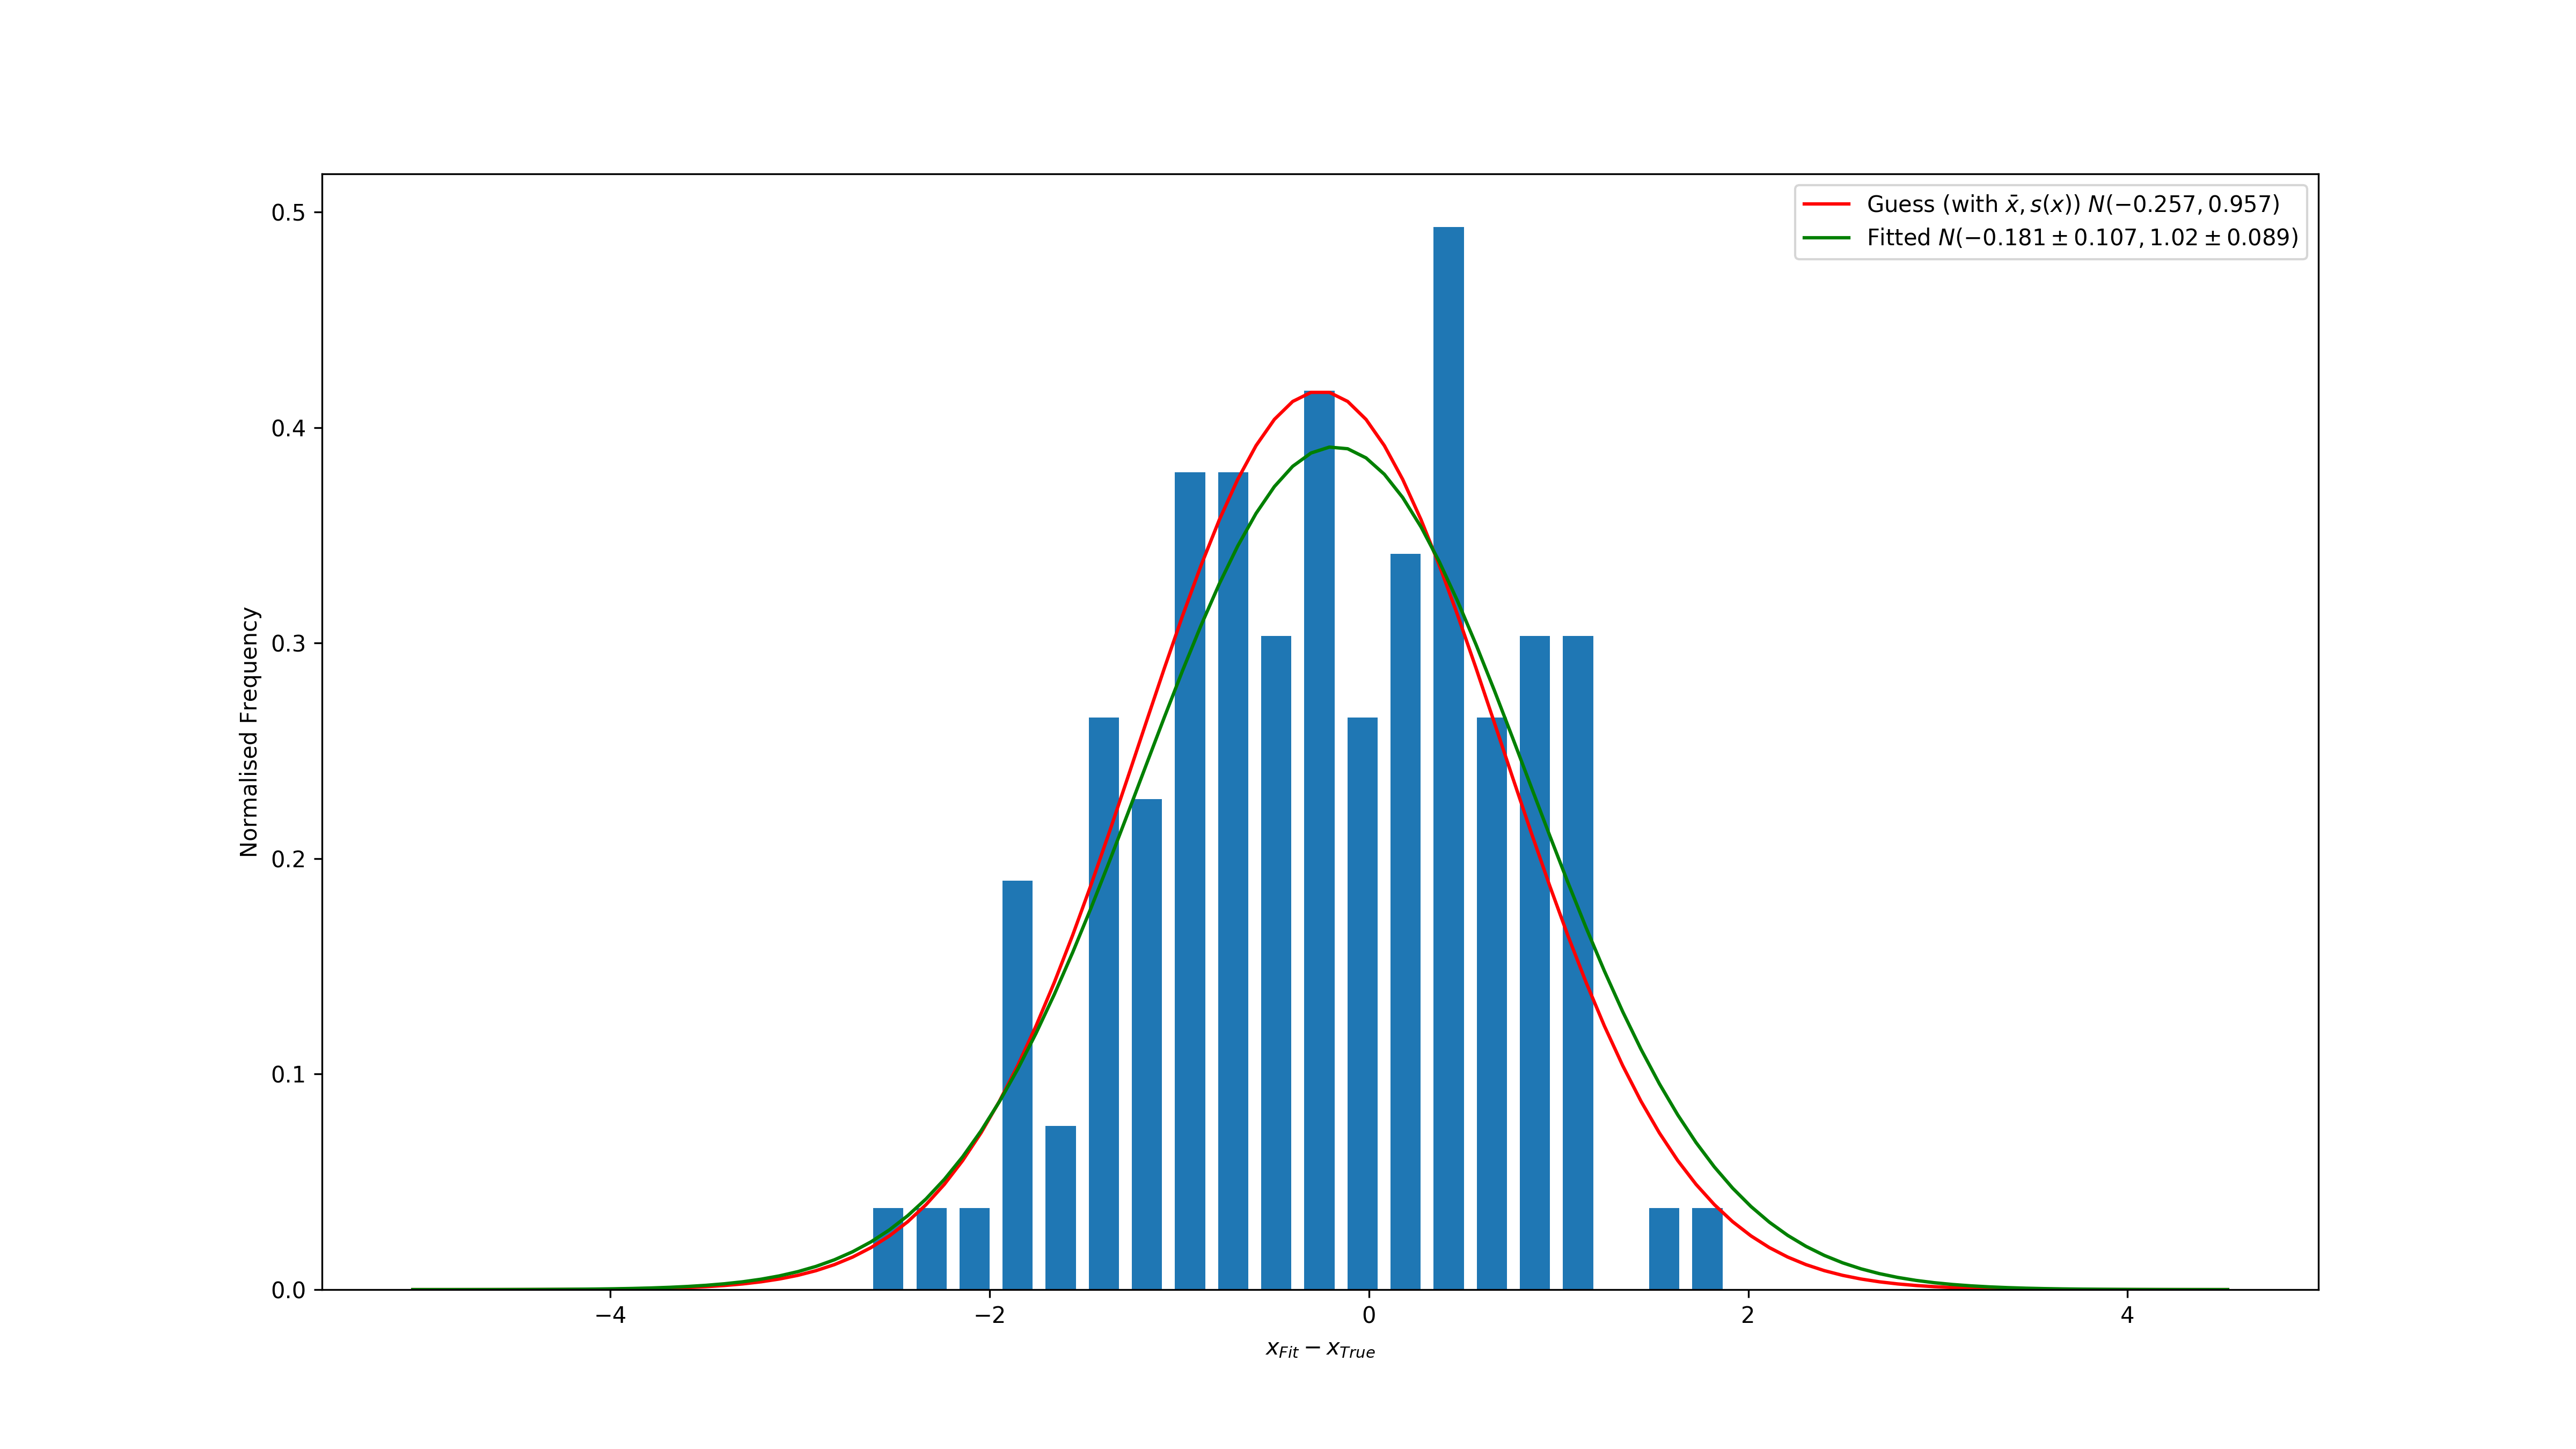 Guess (with x̄, s(x)) N(−0.257, 0.957)
Fitted N(−0.181 ± 0.107, 1.02 ± 0.089)
0.5
0.4
0.3
0.2
0.1
0.0
Normalised Frequency
−4 −2 0 2 4
x_Fit − x_True